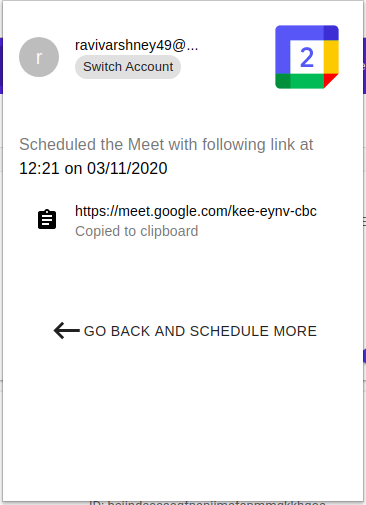 r
ravivarshney49@...
Switch Account
2
Scheduled the Meet with following link at
12:21 on 03/11/2020
https://meet.google.com/kee-eynv-cbc
Copied to clipboard
GO BACK AND SCHEDULE MORE